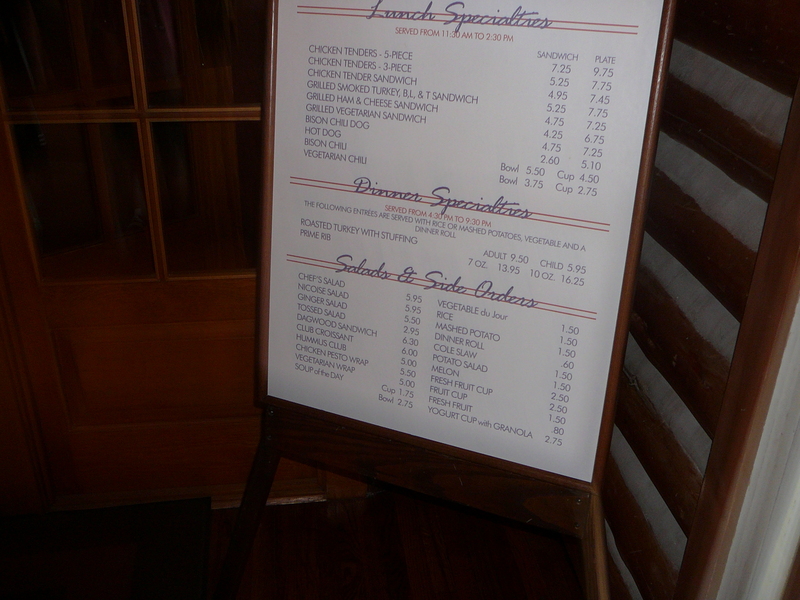 Lunch Specialties
SERVED FROM 11:30 AM TO 2:30 PM
SANDWICH PLATE
CHICKEN TENDERS - 5-PIECE 7.25 9.75
CHICKEN TENDERS - 3-PIECE 5.25 7.75
CHICKEN TENDER SANDWICH 4.95 7.45
GRILLED SMOKED TURKEY, B,L, & T SANDWICH 5.25 7.75
GRILLED HAM & CHEESE SANDWICH 4.75 7.25
GRILLED VEGETARIAN SANDWICH 4.25 6.75
BISON CHILI DOG 4.75 7.25
HOT DOG 2.60 5.10
BISON CHILI Bowl 5.50 Cup 4.50
VEGETARIAN CHILI Bowl 3.75 Cup 2.75
Dinner Specialties
SERVED FROM 4:30 PM TO 9:30 PM
THE FOLLOWING ENTREES ARE SERVED WITH RICE OR MASHED POTATOES, VEGETABLE AND A
DINNER ROLL
ROASTED TURKEY WITH STUFFING ADULT 9.50 CHILD 5.95
PRIME RIB 7 OZ. 13.95 10 OZ. 16.25
Salads & Side Orders
CHEF'S SALAD 5.95
NICOISE SALAD 5.95
GINGER SALAD 5.50
TOSSED SALAD 2.95
DAGWOOD SANDWICH 6.30
CLUB CROISSANT 6.00
HUMMUS CLUB 5.00
CHICKEN PESTO WRAP 5.50
VEGETARIAN WRAP 5.00
SOUP of the DAY Cup 1.75
Bowl 2.75
VEGETABLE du Jour 1.50
RICE 1.50
MASHED POTATO 1.50
DINNER ROLL .60
COLE SLAW 1.50
POTATO SALAD 1.50
MELON 2.50
FRESH FRUIT CUP 2.50
FRUIT CUP 1.50
FRESH FRUIT .80
YOGURT CUP with GRANOLA 2.75